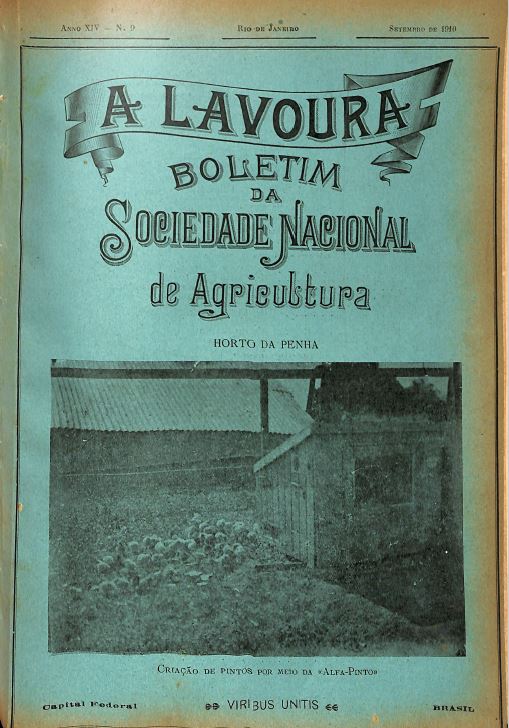 ANNO XIV — N. 9
RIO DE JANEIRO
SETEMBRO DE 1910
A LAVOURA
BOLETIM
DA
SOCIEDADE NACIONAL
de Agricultura
HORTO DA PENHA
CRIAÇÃO DE PINTOS POR MEIO DA «ALFA-PINTO»
Capital Federal
VIRIBUS UNITIS
BRASIL